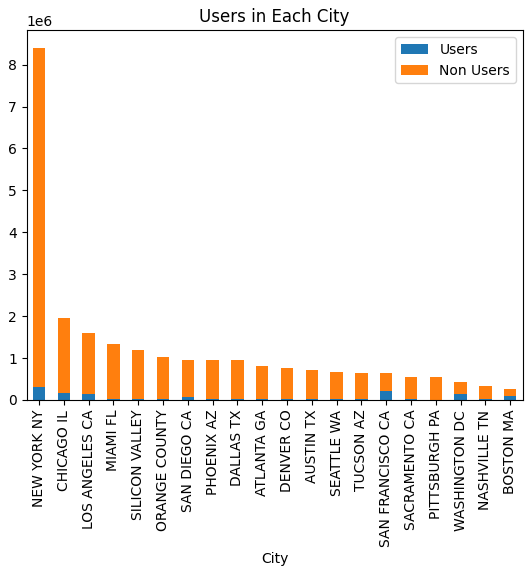 Users in Each City
1e6
Users
Non Users
8
7
6
5
4
3
2
1
0
NEW YORK NY
CHICAGO IL
LOS ANGELES CA
MIAMI FL
SILICON VALLEY
ORANGE COUNTY
SAN DIEGO CA
PHOENIX AZ
DALLAS TX
ATLANTA GA
DENVER CO
AUSTIN TX
SEATTLE WA
TUCSON AZ
SAN FRANCISCO CA
SACRAMENTO CA
PITTSBURGH PA
WASHINGTON DC
NASHVILLE TN
BOSTON MA
City